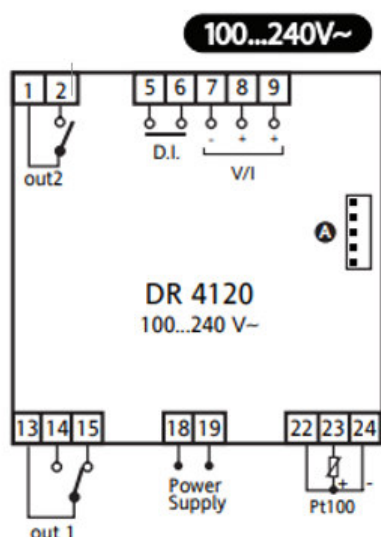 100...240V~
1 2 5 6 7 8 9
- + +
D.I.
out2
V/I
A
DR 4120
100...240 V~
13 14 15 18 19 22 23 24
+ -
Power
Supply
Pt100
out 1